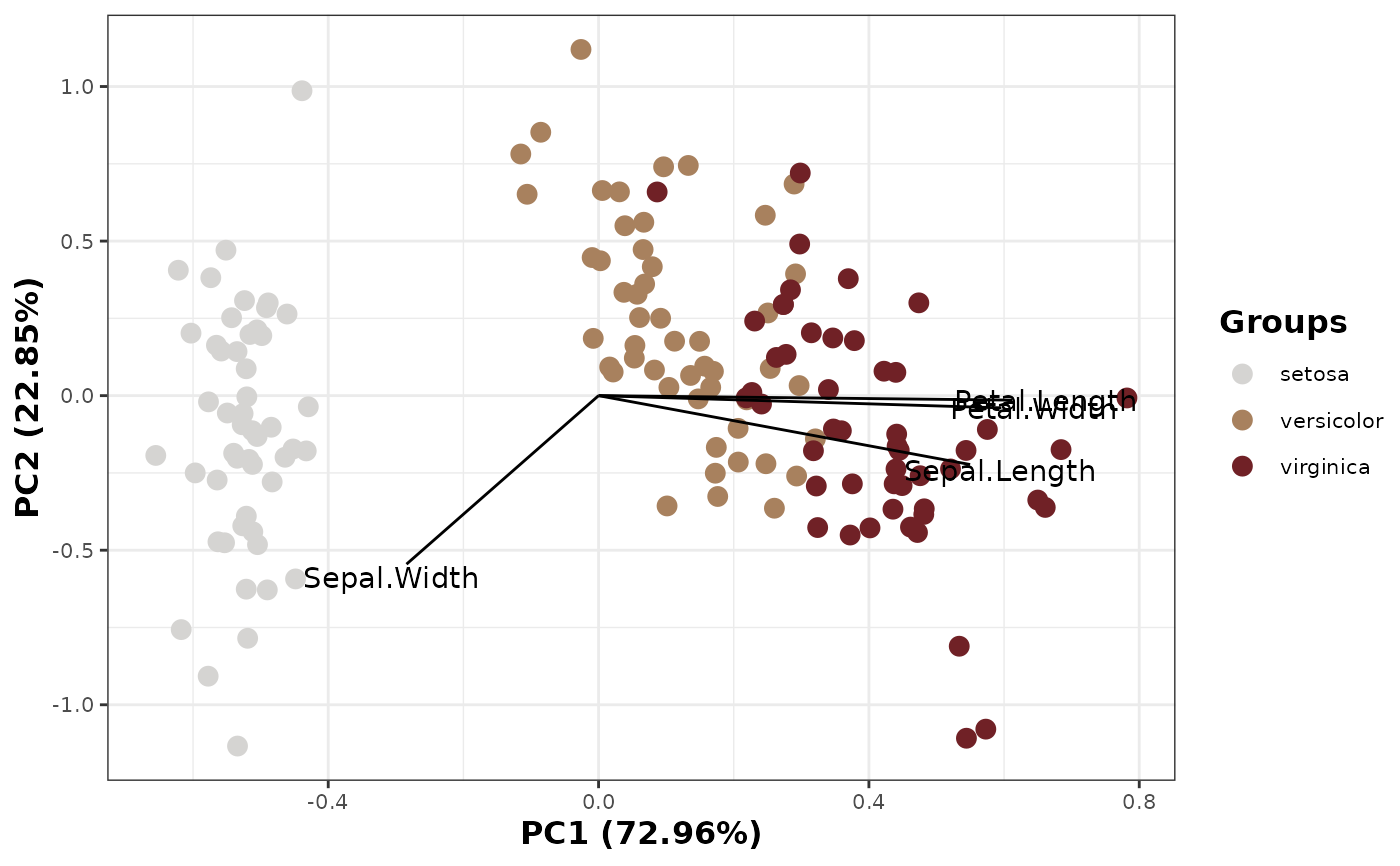 1.0
0.5
0.0
-0.5
-1.0
PC2 (22.85%)
Petal.Length
Petal.Width
Sepal.Length
Sepal.Width
-0.4
0.0
0.4
0.8
PC1 (72.96%)
Groups
setosa
versicolor
virginica